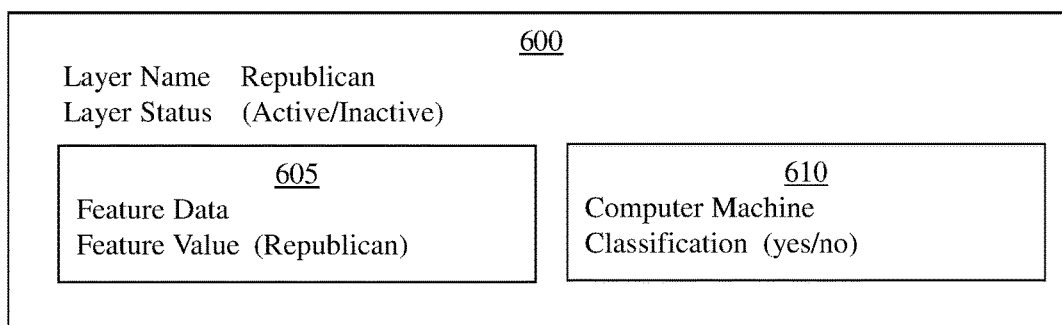 600
Layer Name Republican
Layer Status (Active/Inactive)
605
Feature Data
Feature Value (Republican)
610
Computer Machine
Classification (yes/no)